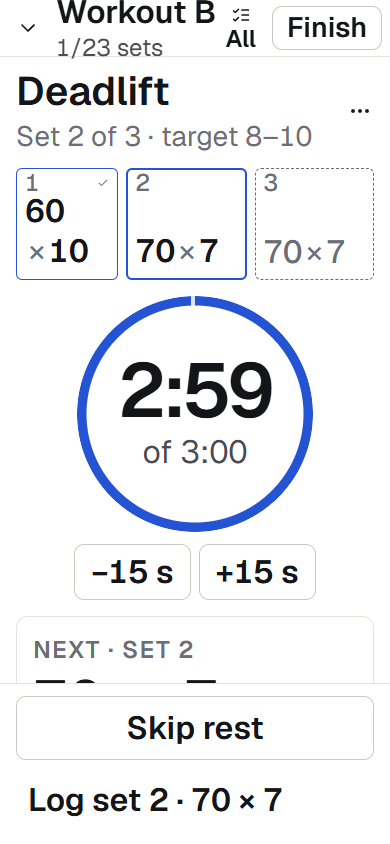 Workout B
1/23 sets
All
Finish
Deadlift
Set 2 of 3 · target 8–10
1
60
×10
2
70×7
3
70×7
2:59
of 3:00
−15 s
+15 s
NEXT · SET 2
Skip rest
Log set 2 · 70 × 7